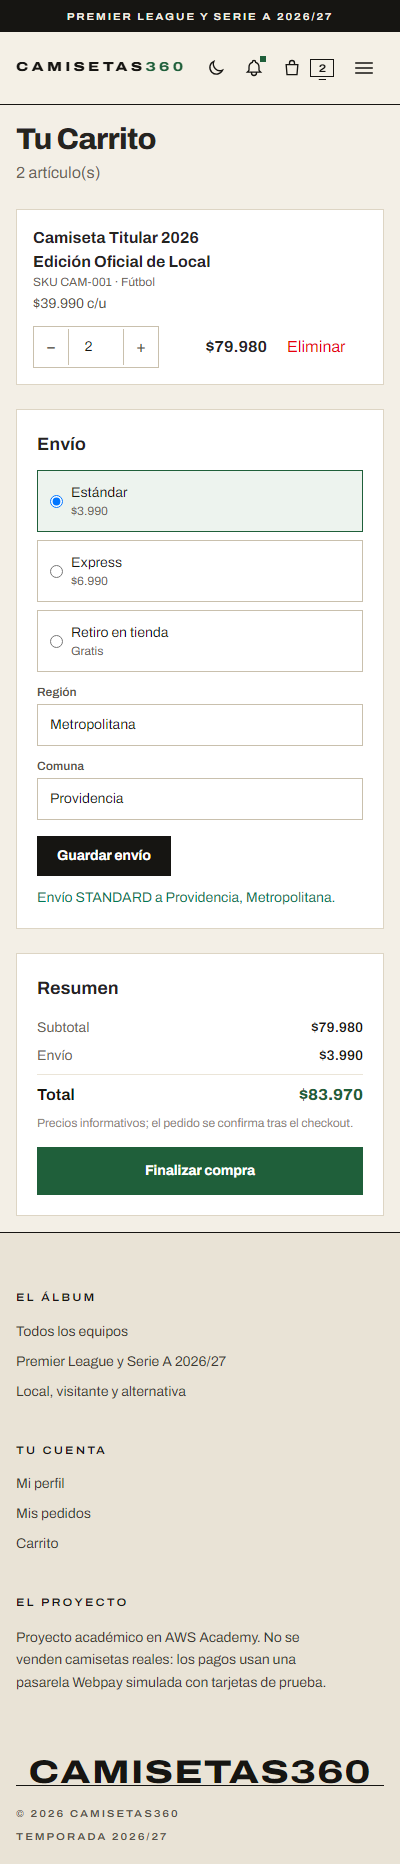 PREMIER LEAGUE Y SERIE A 2026/27
CAMISETAS360
2
Tu Carrito
2 artículo(s)
Camiseta Titular 2026
Edición Oficial de Local
SKU CAM-001 · Fútbol
$39.990 c/u
− 2 + $79.980 Eliminar
Envío
Estándar
$3.990
Express
$6.990
Retiro en tienda
Gratis
Región
Metropolitana
Comuna
Providencia
Guardar envío
Envío STANDARD a Providencia, Metropolitana.
Resumen
Subtotal $79.980
Envío $3.990
Total $83.970
Precios informativos; el pedido se confirma tras el checkout.
Finalizar compra
EL ÁLBUM
Todos los equipos
Premier League y Serie A 2026/27
Local, visitante y alternativa
TU CUENTA
Mi perfil
Mis pedidos
Carrito
EL PROYECTO
Proyecto académico en AWS Academy. No se
venden camisetas reales: los pagos usan una
pasarela Webpay simulada con tarjetas de prueba.
CAMISETAS360
© 2026 CAMISETAS360
TEMPORADA 2026/27